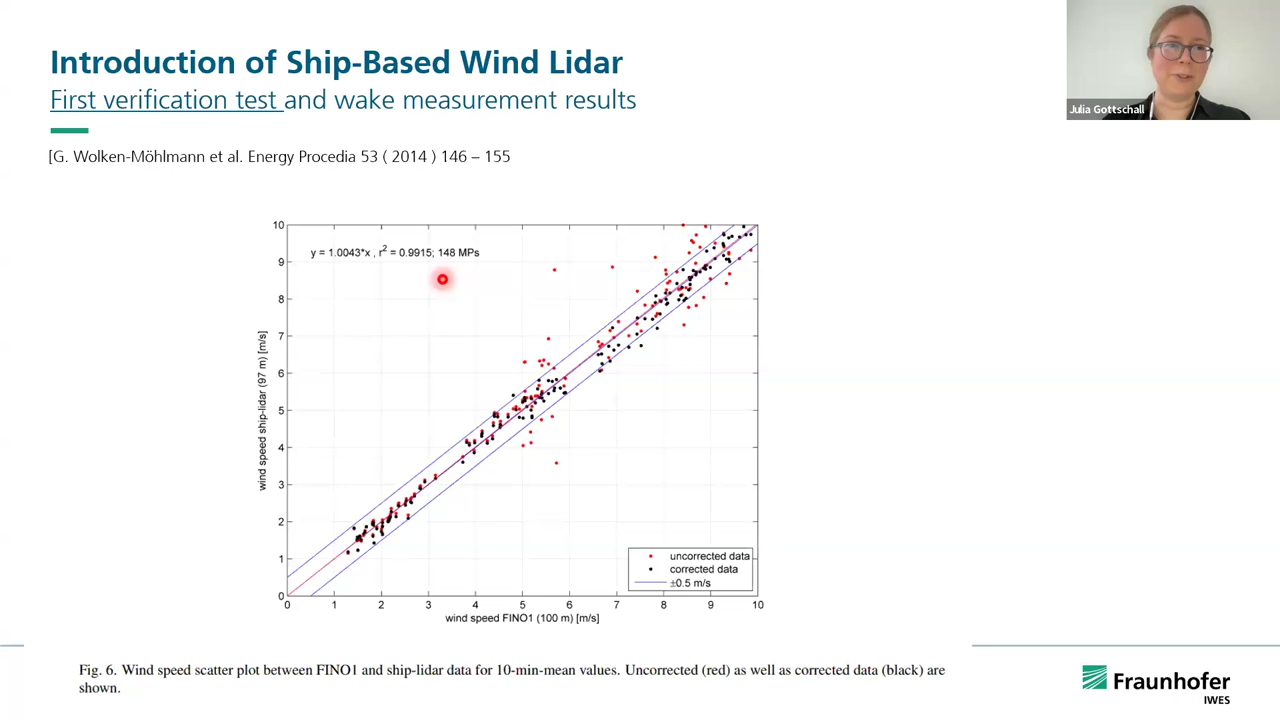 Introduction of Ship-Based Wind Lidar
First verification test and wake measurement results
Julia Gottschall
[G. Wolken-Möhlmann et al. Energy Procedia 53 ( 2014 ) 146 – 155
10
y = 1.0043*x , r2 = 0.9915; 148 MPs
9
8
7
6
5
4
3
2
1
0
wind speed ship-lidar (97 m) [m/s]
uncorrected data
corrected data
±0.5 m/s
0 1 2 3 4 5 6 7 8 9 10
wind speed FINO1 (100 m) [m/s]
Fig. 6. Wind speed scatter plot between FINO1 and ship-lidar data for 10-min-mean values. Uncorrected (red) as well as corrected data (black) are
shown.
Fraunhofer
IWES